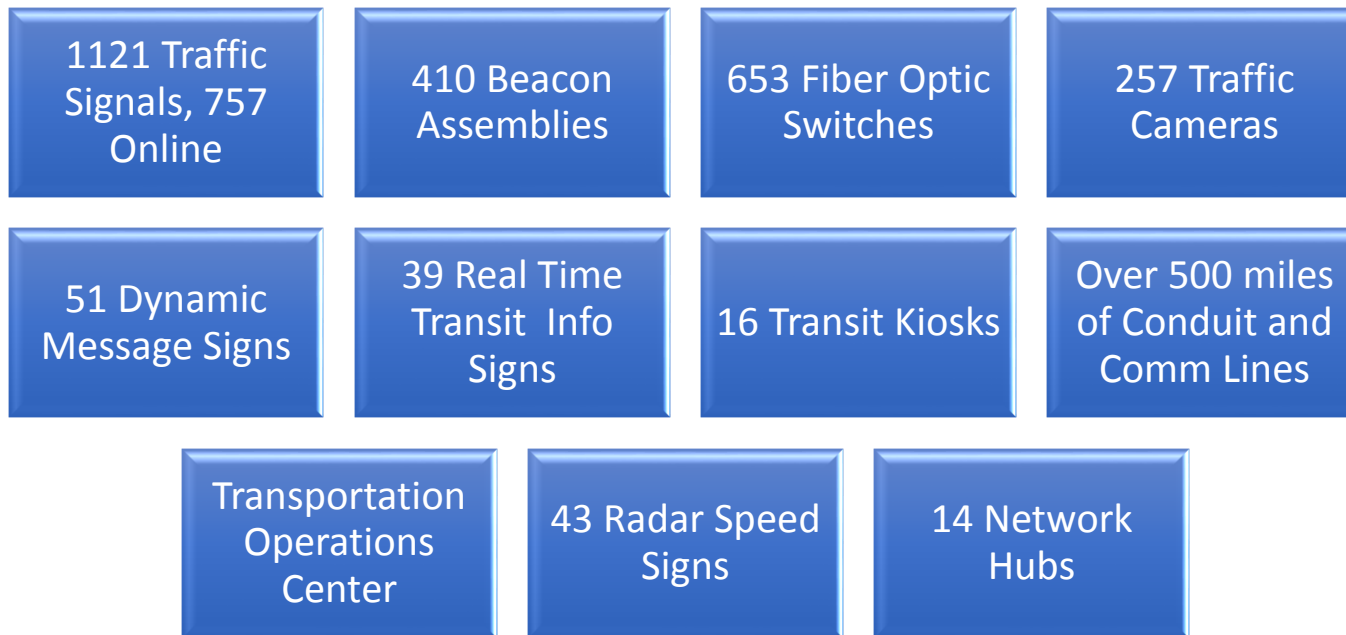 1121 Traffic
Signals, 757
Online
410 Beacon
Assemblies
653 Fiber Optic
Switches
257 Traffic
Cameras
51 Dynamic
Message Signs
39 Real Time
Transit  Info
Signs
16 Transit Kiosks
Over 500 miles
of Conduit and
Comm Lines
Transportation
Operations
Center
43 Radar Speed
Signs
14 Network
Hubs